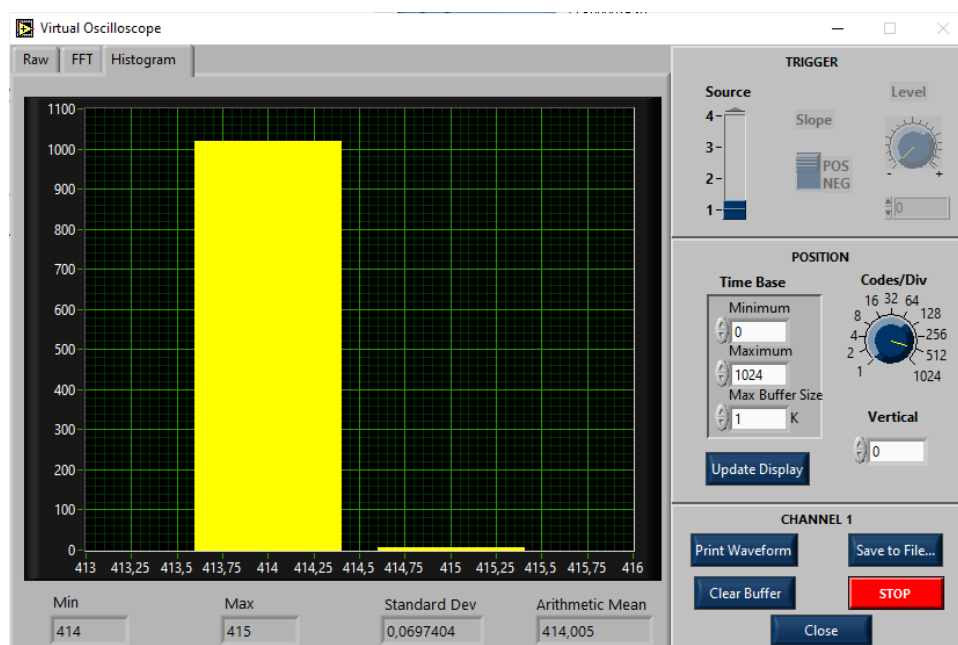 Virtual Oscilloscope
Raw FFT Histogram
1100
1000
900
800
700
600
500
400
300
200
100
0
413 413,25 413,5 413,75 414 414,25 414,5 414,75 415 415,25 415,5 415,75 416
Min Max Standard Dev Arithmetic Mean
414 415 0,0697404 414,005
TRIGGER
Source
4
3
2
1
Slope
POS
NEG
Level
- +
0
POSITION
Time Base
Minimum
0
Maximum
1024
Max Buffer Size
1 K
Update Display
Codes/Div
16 32 64
8 128
4 256
2 512
1 1024
Vertical
0
CHANNEL 1
Print Waveform Save to File...
Clear Buffer STOP
Close